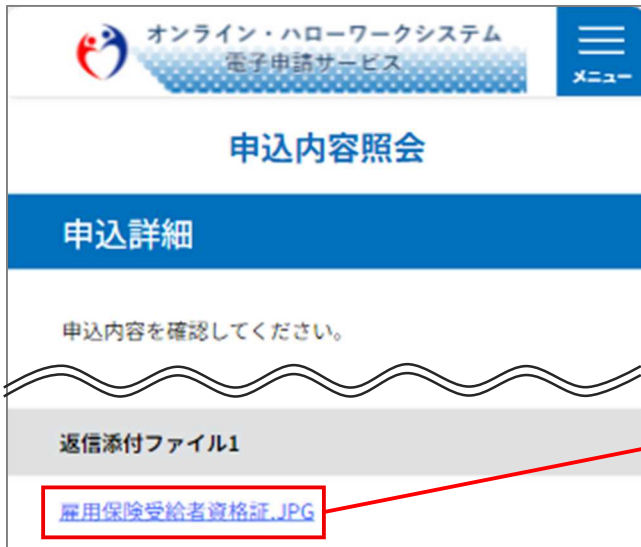 オンライン・ハローワークシステム
電子申請サービス
メニュー
申込内容照会
申込詳細
申込内容を確認してください。
返信添付ファイル1
雇用保険受給者資格証.JPG